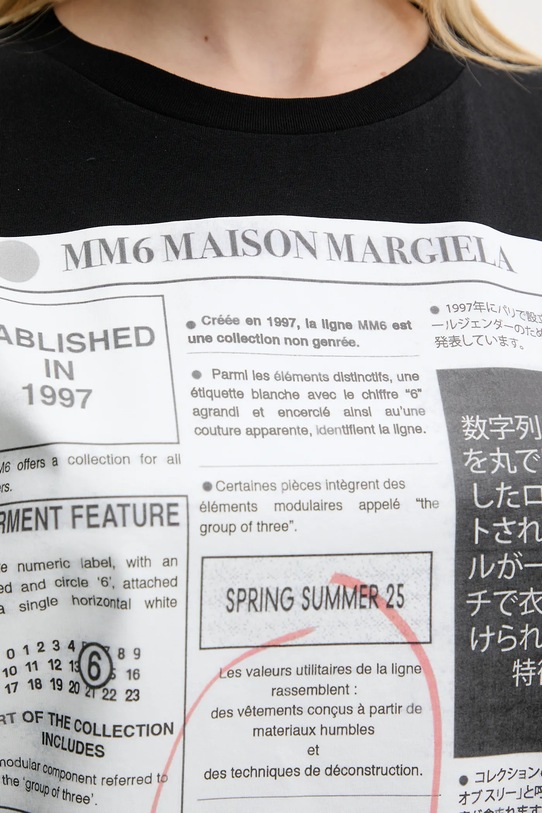 MM6 MAISON MARGIELA
ABLISHED
IN
1997
M6 offers a collection for all
rs.
RMENT FEATURE
e numeric label, with an
ed and circle '6', attached
a single horizontal white
0 1 2 3 4 8 9
10 11 12 13 6 16
17 18 19 20 21 22 23
RT OF THE COLLECTION
INCLUDES
modular component referred to
the 'group of three'.
• Créée en 1997, la ligne MM6 est
une collection non genrée.
• Parmi les éléments distinctifs, une
étiquette blanche avec le chiffre "6"
agrandi et encerclé ainsi au'une
couture apparente, identifient la ligne.
• Certaines pièces intègrent des
éléments modulaires appelé "the
group of three".
SPRING SUMMER 25
Les valeurs utilitaires de la ligne
rassemblent :
des vêtements conçus à partir de
materiaux humbles
et
des techniques de déconstruction.
• 1997年にパリで設立
ールジェンダーのため
発表しています。
数字列
を丸で
したロ
トされ
ルが一
チで衣
けられ
特徴
• コレクション
オブ スリー」と呼